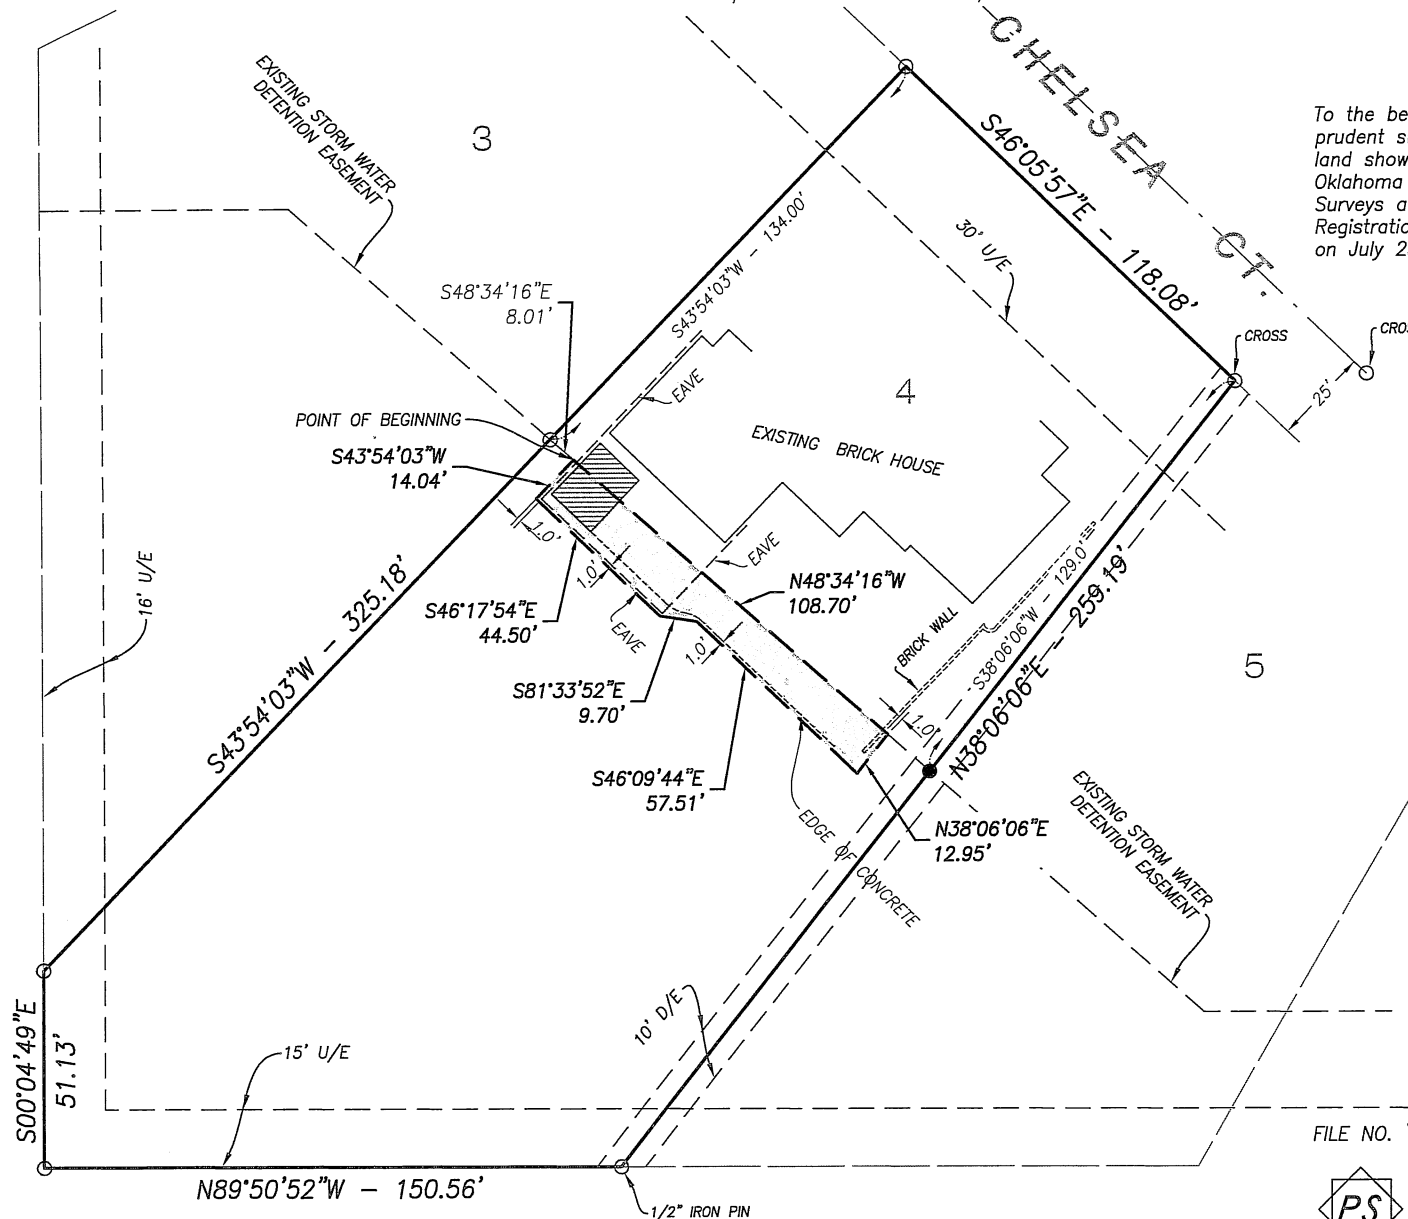 CHELSEA CT.
EXISTING STORM WATER
DETENTION EASEMENT
3
To the be
prudent s
land show
Oklahoma
Surveys a
Registratio
on July 2
S46°05'57"E - 118.08'
S43°54'03"W - 134.00'
30' U/E
S48°34'16"E
8.01'
CROSS
CRO
25'
EAVE
4
POINT OF BEGINNING
EXISTING BRICK HOUSE
S43°54'03"W
14.04'
1.0'
16' U/E
S43°54'03"W - 325.18'
1.0'
EAVE
N48°34'16"W
108.70'
S46°17'54"E
44.50'
EAVE
S38°06'06"W - 129.0'
N38°06'06"E - 259.19'
BRICK WALL
1.0'
5
S81°33'52"E
9.70'
1.0'
S46°09'44"E
57.51'
EDGE OF CONCRETE
N38°06'06"E
12.95'
EXISTING STORM WATER
DETENTION EASEMENT
S00°04'49"E
51.13'
10' D/E
15' U/E
N89°50'52"W - 150.56'
1/2" IRON PIN
FILE NO.
PS